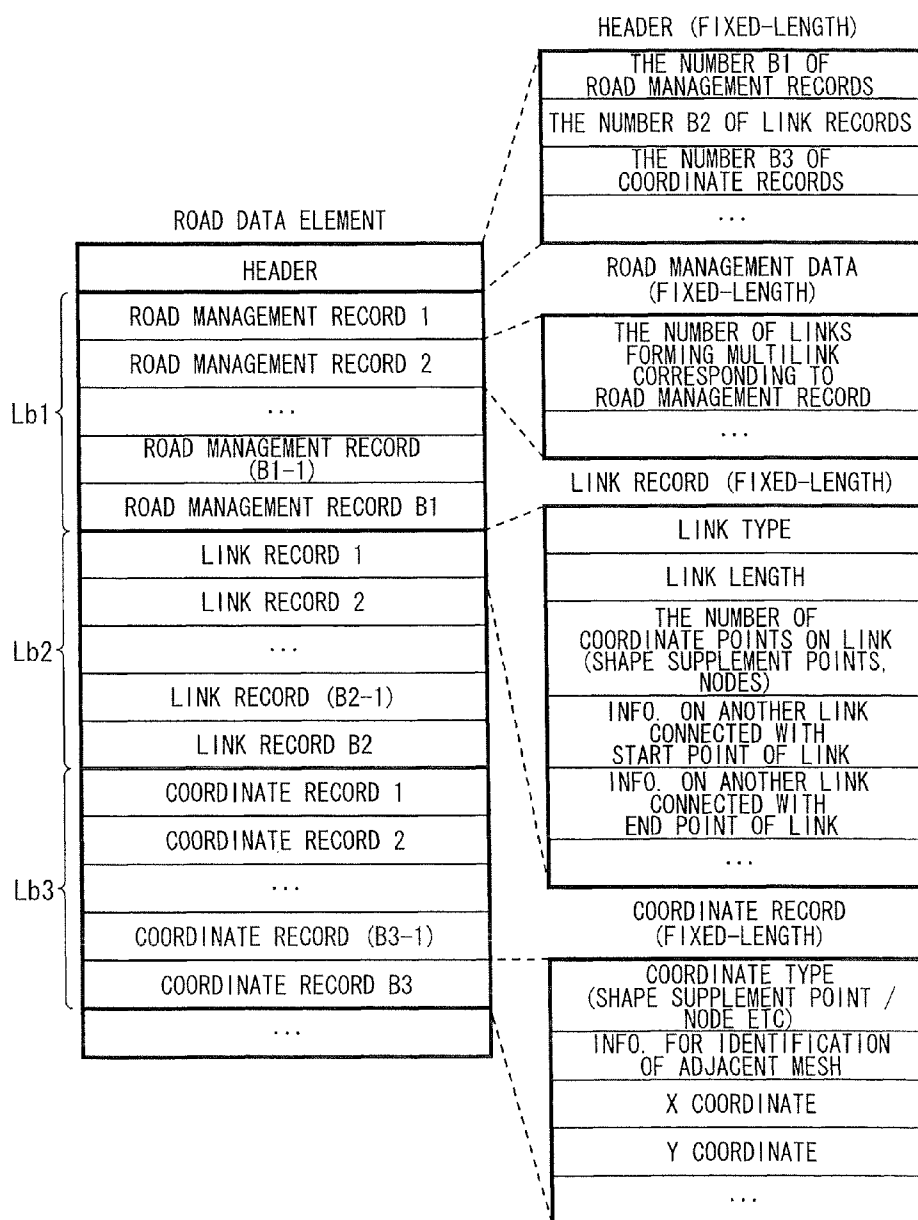 HEADER (FIXED-LENGTH)
THE NUMBER B1 OF
ROAD MANAGEMENT RECORDS
THE NUMBER B2 OF LINK RECORDS
THE NUMBER B3 OF
COORDINATE RECORDS
...
ROAD DATA ELEMENT
HEADER
ROAD MANAGEMENT RECORD 1
ROAD MANAGEMENT RECORD 2
...
ROAD MANAGEMENT RECORD
(B1-1)
ROAD MANAGEMENT RECORD B1
Lb1
LINK RECORD 1
LINK RECORD 2
...
LINK RECORD (B2-1)
LINK RECORD B2
Lb2
COORDINATE RECORD 1
COORDINATE RECORD 2
...
COORDINATE RECORD (B3-1)
COORDINATE RECORD B3
Lb3
...
ROAD MANAGEMENT DATA
(FIXED-LENGTH)
THE NUMBER OF LINKS
FORMING MULTILINK
CORRESPONDING TO
ROAD MANAGEMENT RECORD
...
LINK RECORD (FIXED-LENGTH)
LINK TYPE
LINK LENGTH
THE NUMBER OF
COORDINATE POINTS ON LINK
(SHAPE SUPPLEMENT POINTS,
NODES)
INFO. ON ANOTHER LINK
CONNECTED WITH
START POINT OF LINK
INFO. ON ANOTHER LINK
CONNECTED WITH
END POINT OF LINK
...
COORDINATE RECORD
(FIXED-LENGTH)
COORDINATE TYPE
(SHAPE SUPPLEMENT POINT /
NODE ETC)
INFO. FOR IDENTIFICATION
OF ADJACENT MESH
X COORDINATE
Y COORDINATE
...